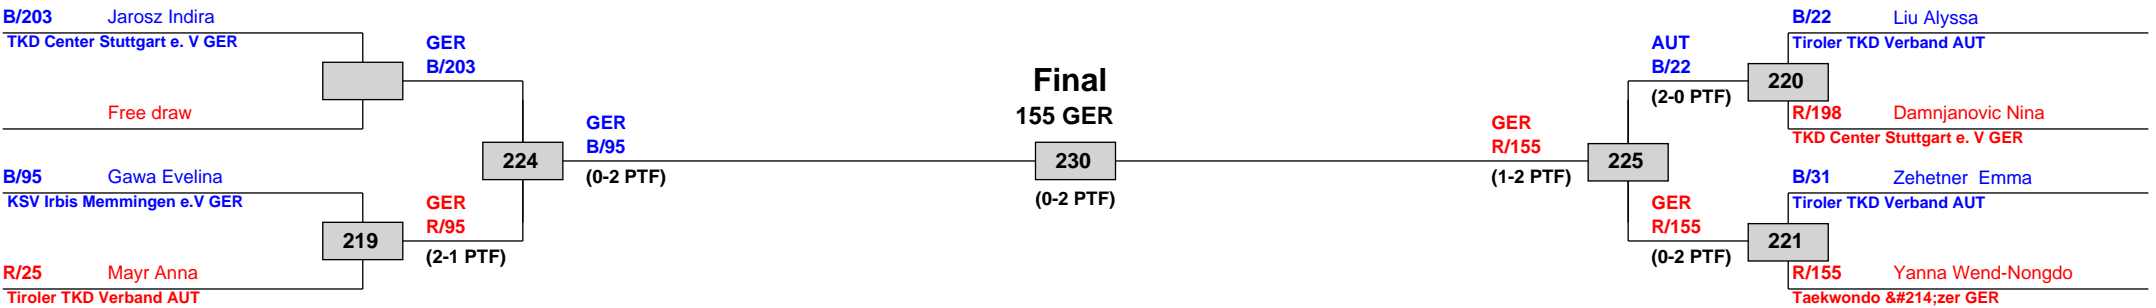 B/203 Jarosz Indira
TKD Center Stuttgart e. V GER
Free draw
GER
B/203
B/95 Gawa Evelina
KSV Irbis Memmingen e.V GER
219
R/25 Mayr Anna
Tiroler TKD Verband AUT
GER
R/95
(2-1 PTF)
224
GER
B/95
(0-2 PTF)
Final
155 GER
230
(0-2 PTF)
GER
R/155
(1-2 PTF)
225
AUT
B/22
(2-0 PTF)
220
GER
R/155
(0-2 PTF)
221
B/22 Liu Alyssa
Tiroler TKD Verband AUT
R/198 Damnjanovic Nina
TKD Center Stuttgart e. V GER
B/31 Zehetner  Emma
Tiroler TKD Verband AUT
R/155 Yanna Wend-Nongdo
Taekwondo &#214;zer GER